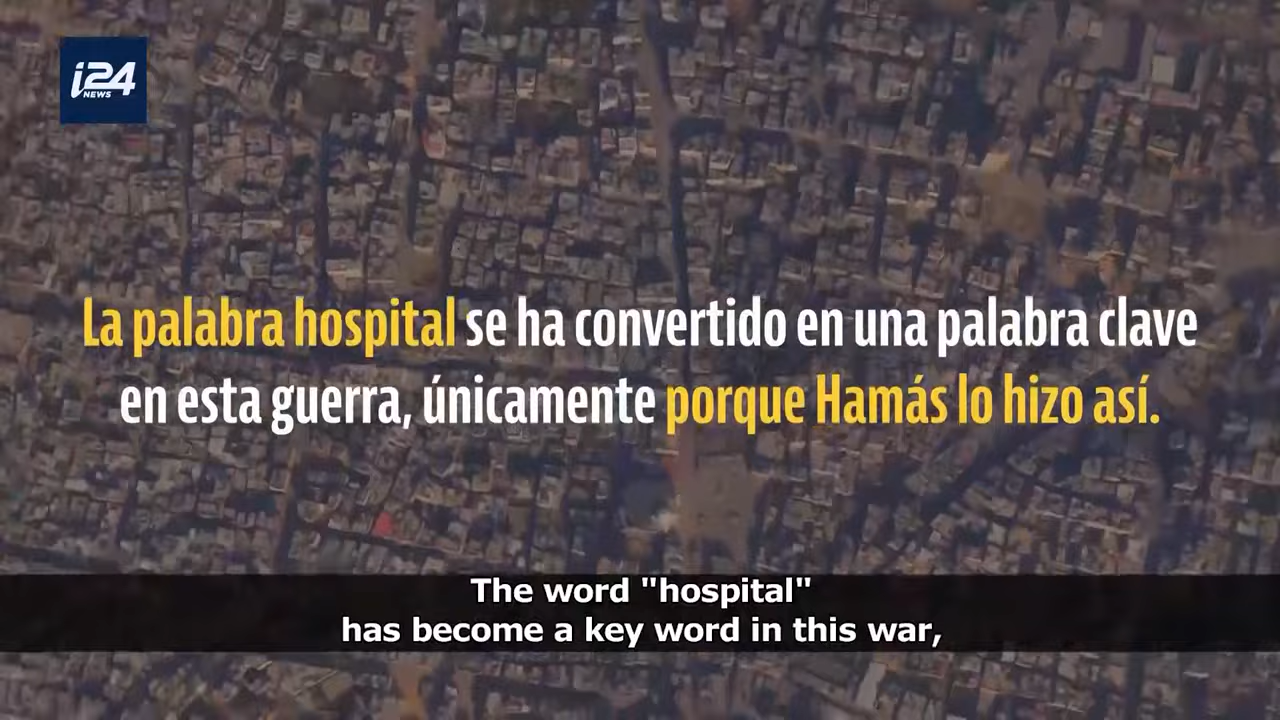 i24
NEWS
La palabra hospital se ha convertido en una palabra clave
en esta guerra, únicamente porque Hamás lo hizo así.
The word "hospital"
has become a key word in this war,